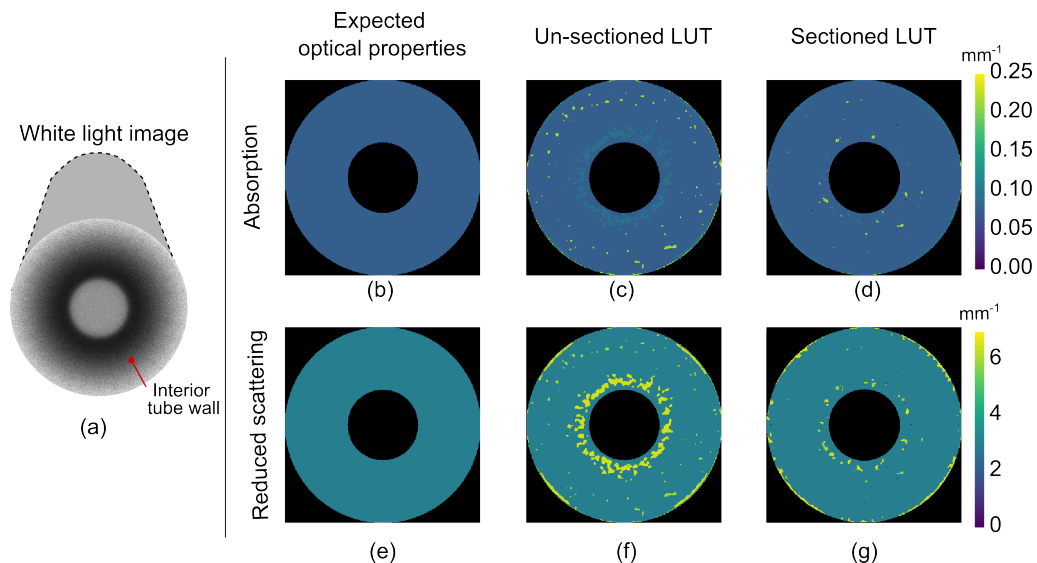 Expected
optical properties
Un-sectioned LUT
Sectioned LUT
mm⁻¹
White light image
Absorption
0.25
0.20
0.15
0.10
0.05
0.00
(b)
(c)
(d)
Interior
tube wall
(a)
Reduced scattering
mm⁻¹
6
4
2
0
(e)
(f)
(g)